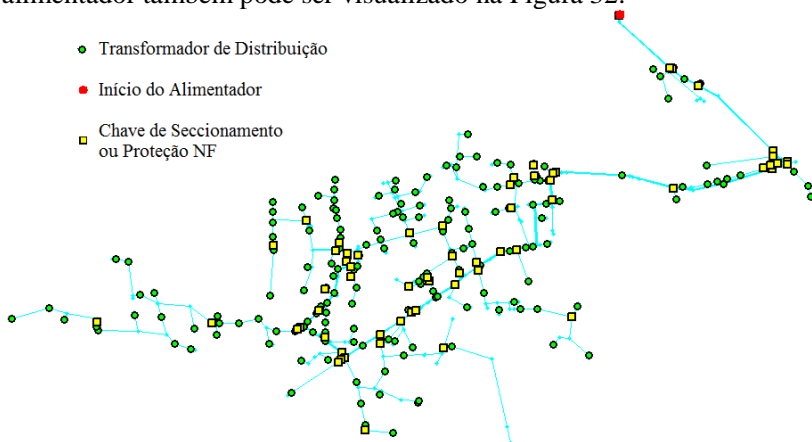 alimentador também pode ser visualizado na Figura 32.
Transformador de Distribuição
Início do Alimentador
Chave de Seccionamento
ou Proteção NF